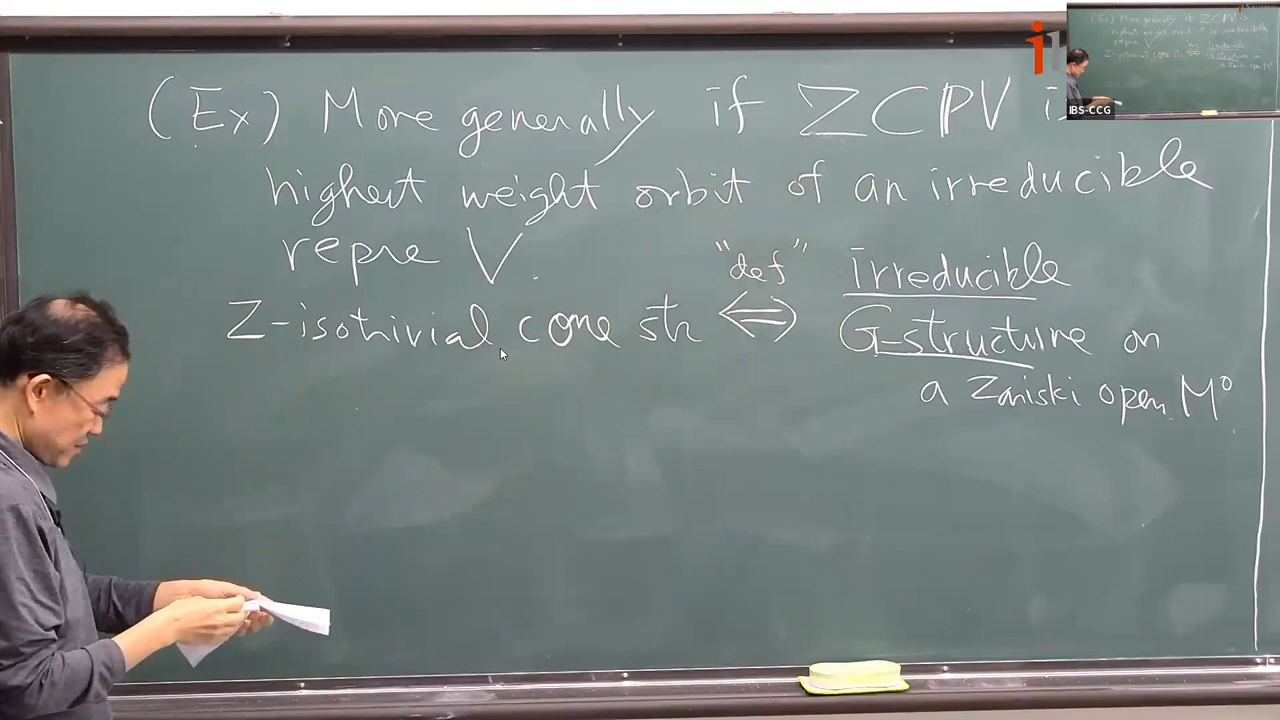 (Ex) More generally if Z⊂PV is
highest weight orbit of an irreducible
repre V.
Z-isotrivial cone str "def" ⟺ irreducible
G-structure on
a Zariski open M⁰
IBS-CCG